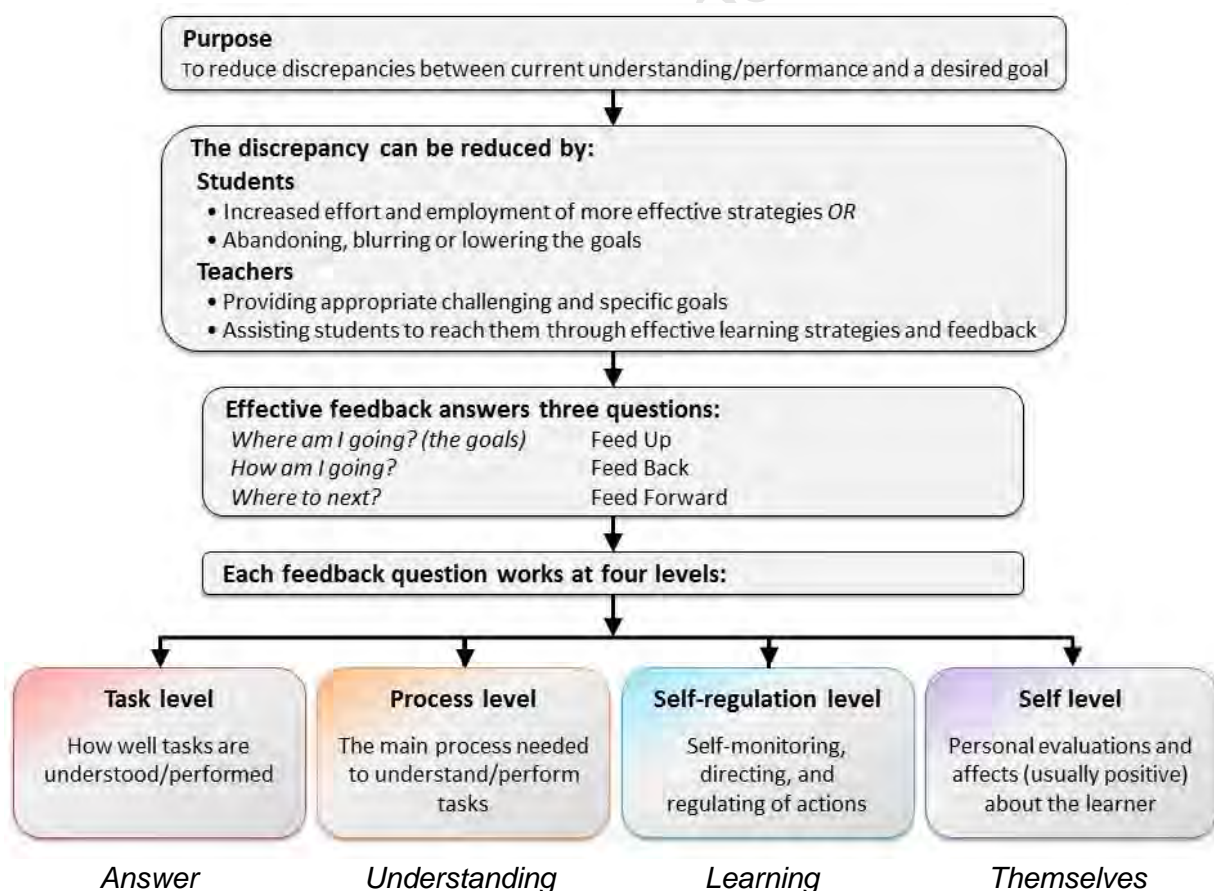 Purpose
To reduce discrepancies between current understanding/performance and a desired goal
The discrepancy can be reduced by:
Students
• Increased effort and employment of more effective strategies OR
• Abandoning, blurring or lowering the goals
Teachers
• Providing appropriate challenging and specific goals
• Assisting students to reach them through effective learning strategies and feedback
Effective feedback answers three questions:
Where am I going? (the goals) Feed Up
How am I going? Feed Back
Where to next? Feed Forward
Each feedback question works at four levels:
Task level
How well tasks are
understood/performed
Process level
The main process needed
to understand/perform
tasks
Self-regulation level
Self-monitoring,
directing, and
regulating of actions
Self level
Personal evaluations and
affects (usually positive)
about the learner
Answer
Understanding
Learning
Themselves